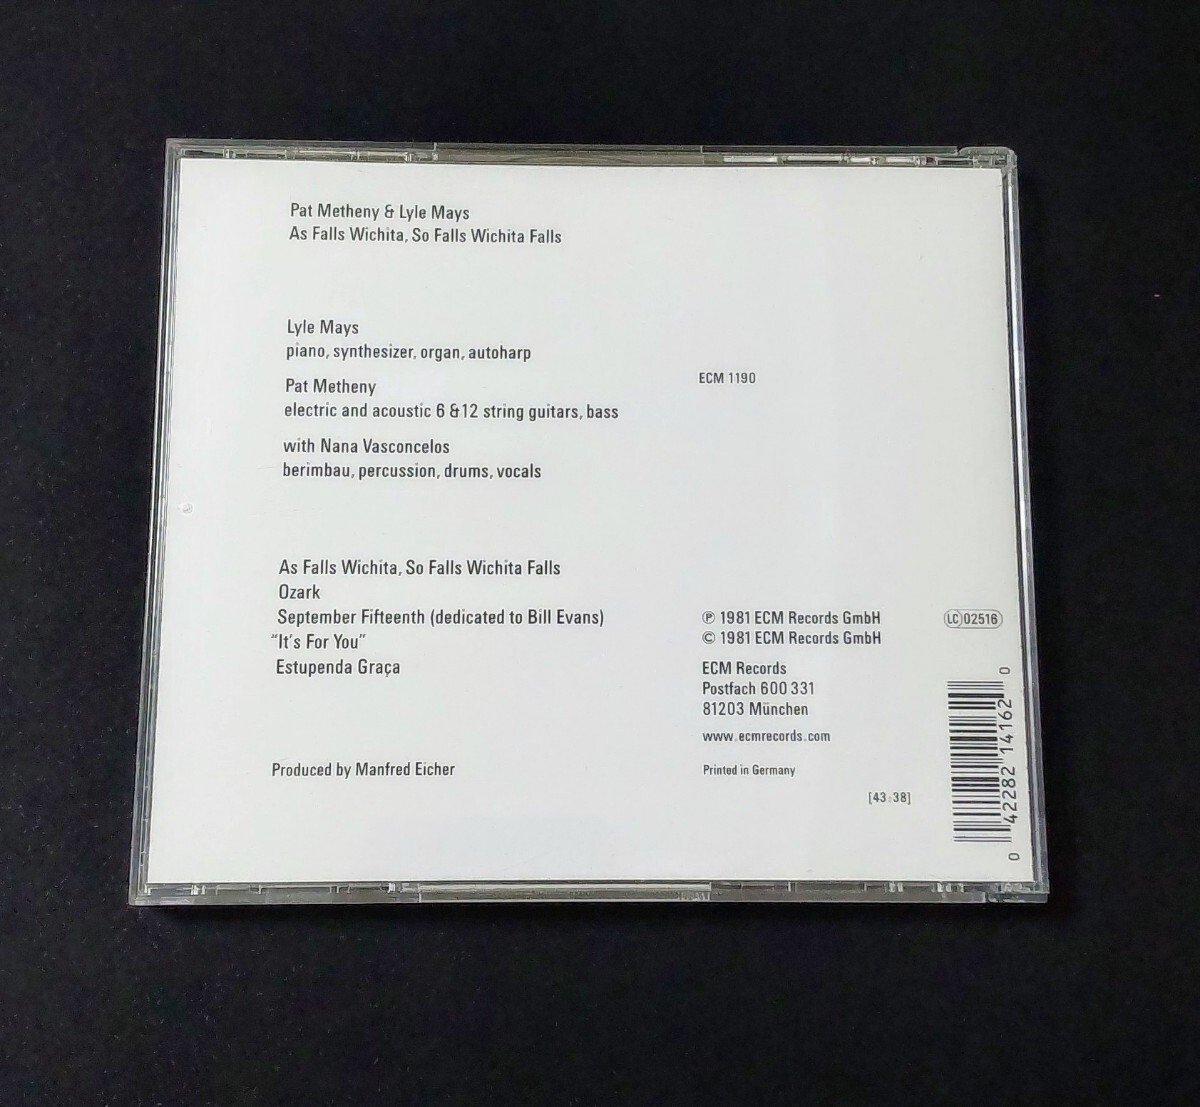 Pat Metheny & Lyle Mays
As Falls Wichita, So Falls Wichita Falls
Lyle Mays
piano, synthesizer, organ, autoharp
Pat Metheny
electric and acoustic 6 & 12 string guitars, bass
with Nana Vasconcelos
berimbau, percussion, drums, vocals
ECM 1190
As Falls Wichita, So Falls Wichita Falls
Ozark
September Fifteenth (dedicated to Bill Evans)
"It's For You"
Estupenda Graça
Produced by Manfred Eicher
℗ 1981 ECM Records GmbH
© 1981 ECM Records GmbH
LC 02516
ECM Records
Postfach 600 331
81203 München
www.ecmrecords.com
Printed in Germany
[43:38]
0 42282 14162 0